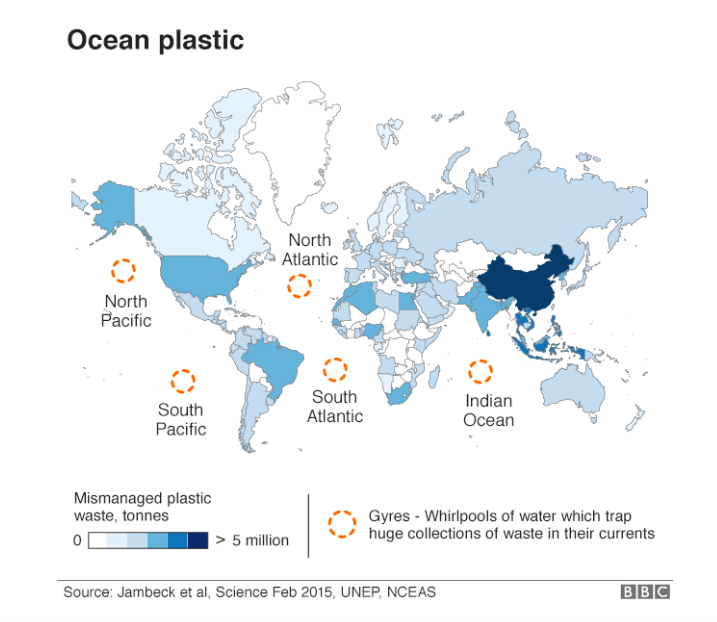 Ocean plastic
North
Atlantic
North
Pacific
South
Pacific
South
Atlantic
Indian
Ocean
Mismanaged plastic
waste, tonnes
0 > 5 million
Gyres - Whirlpools of water which trap
huge collections of waste in their currents
Source: Jambeck et al, Science Feb 2015, UNEP, NCEAS
BBC